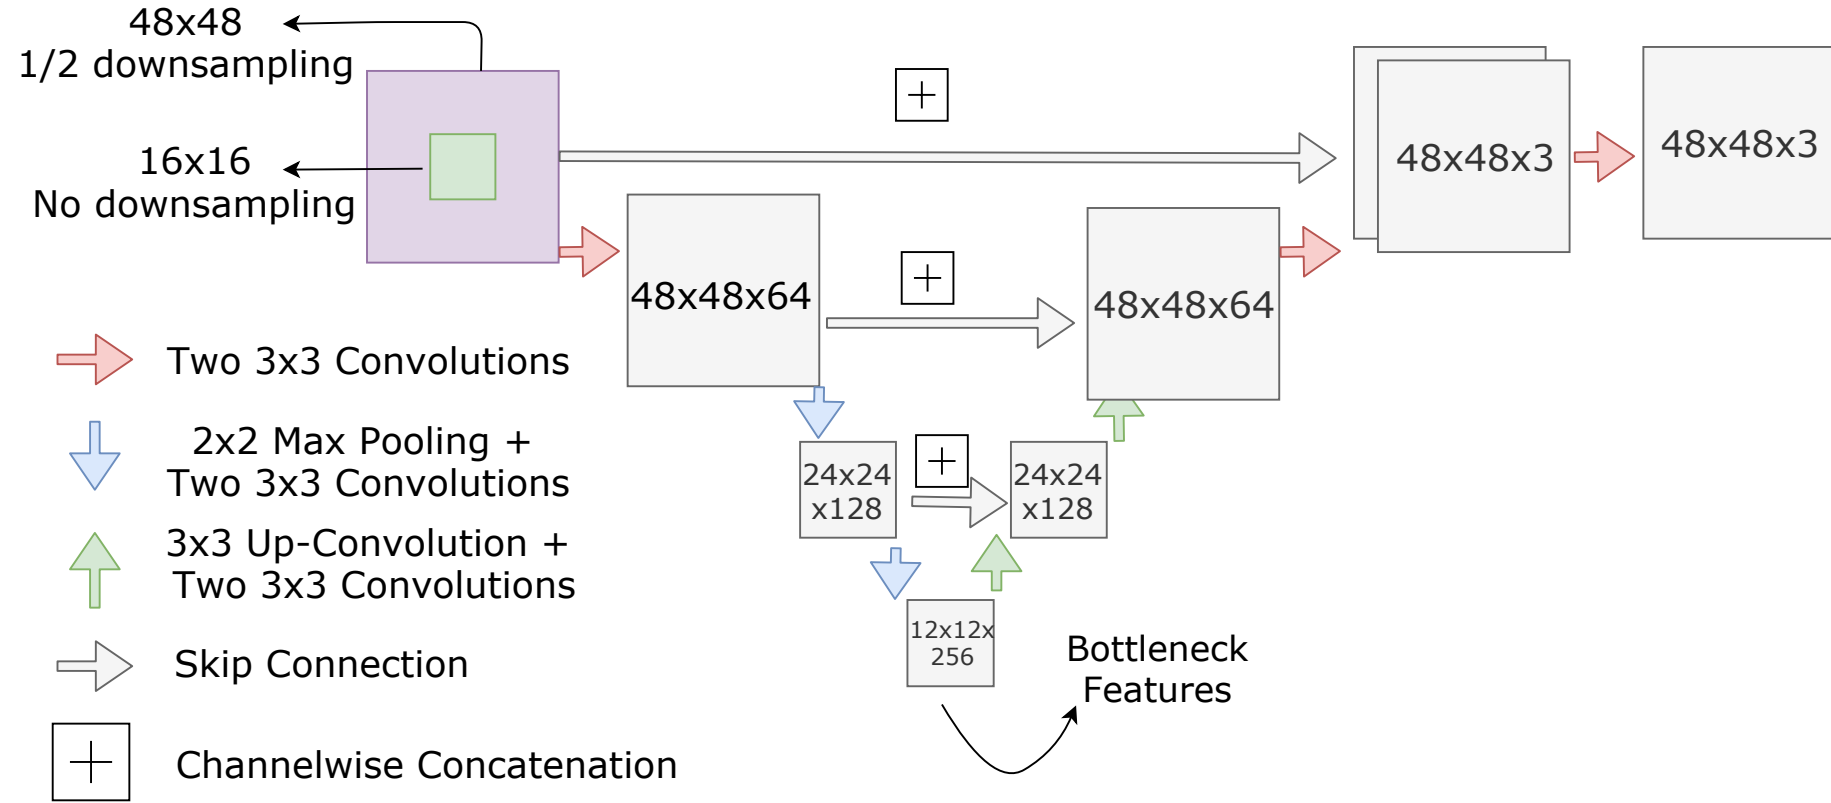 48x48
1/2 downsampling
16x16
No downsampling
48x48x3
48x48x3
48x48x64
48x48x64
Two 3x3 Convolutions
2x2 Max Pooling +
Two 3x3 Convolutions
24x24
x128
24x24
x128
3x3 Up-Convolution +
Two 3x3 Convolutions
12x12x
256
Bottleneck
Features
Skip Connection
Channelwise Concatenation